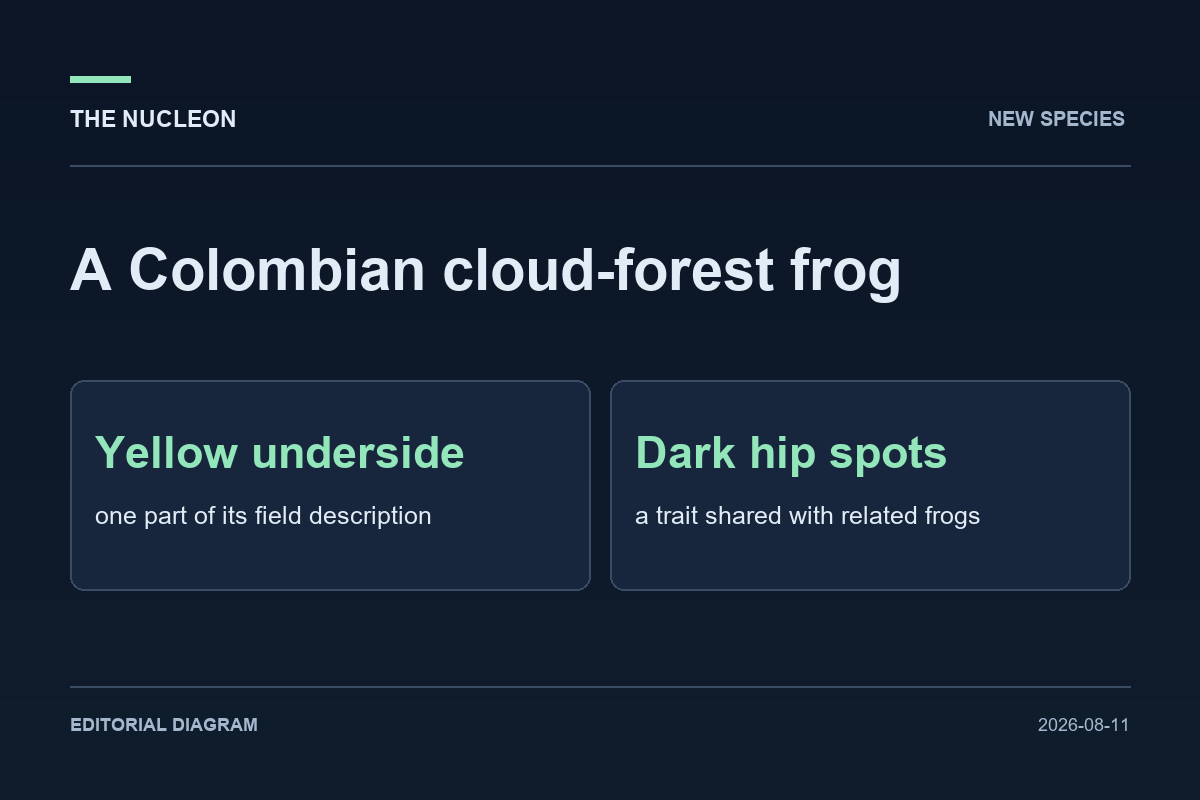 THE NUCLEON
NEW SPECIES
A Colombian cloud-forest frog
Yellow underside
one part of its field description
Dark hip spots
a trait shared with related frogs
EDITORIAL DIAGRAM
2026-08-11